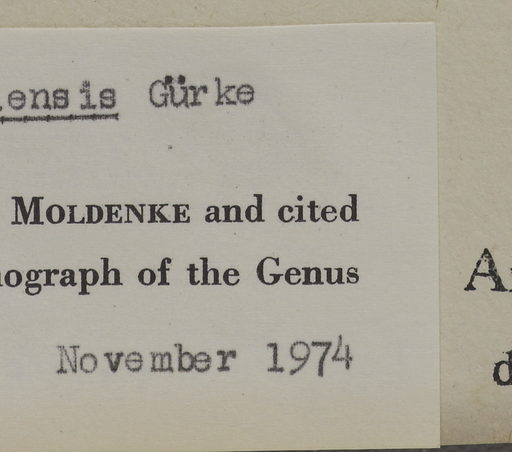 ensis Gürke
MOLDENKE and cited
ograph of the Genus
November 1974
A
d